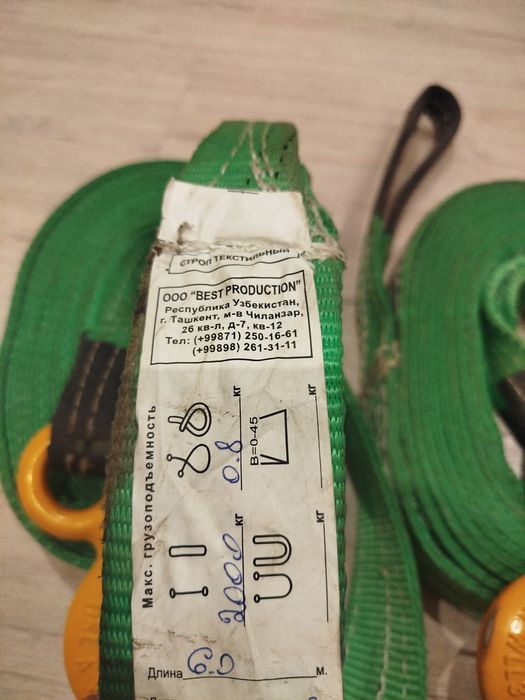 СТРОП ТЕКСТИЛЬНЫЙ
ООО "BEST PRODUCTION"
Республика Узбекистан,
г. Ташкент, м-в Чиланзар,
26 кв-л, д-7, кв-12
Тел: (+99871) 250-16-61
(+99898) 261-31-11
Макс. грузоподъемность
0.8 кг
B=0-45
кг
2000 кг
кг
Длина 6.0 м.